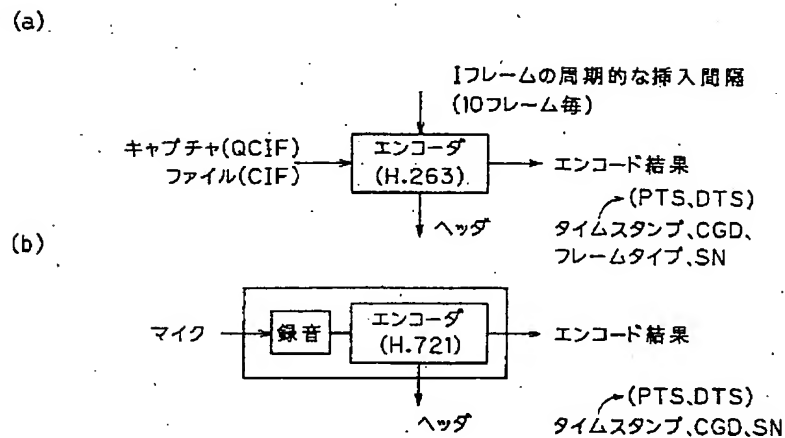 (a)
Iフレームの周期的な挿入間隔
(10フレーム毎)
キャプチャ(QCIF)
ファイル(CIF)
エンコーダ
(H.263)
エンコード結果
(PTS、DTS)
ヘッダ
タイムスタンプ、CGD、
フレームタイプ、SN
(b)
マイク
録音
エンコーダ
(H.721)
エンコード結果
(PTS、DTS)
ヘッダ
タイムスタンプ、CGD、SN